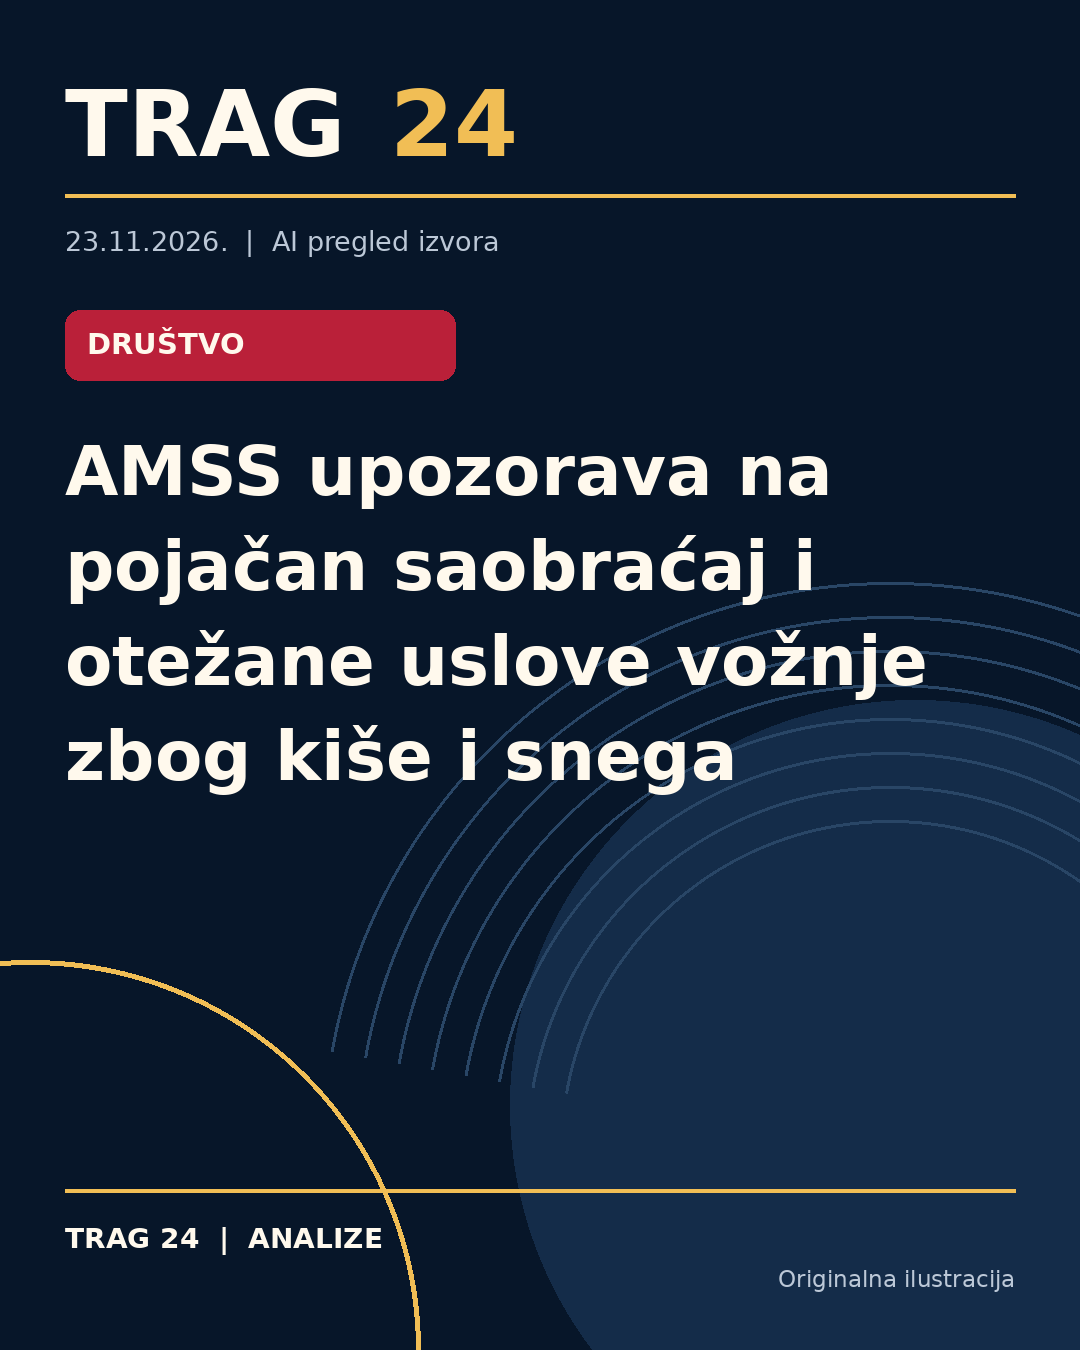 TRAG 24
23.11.2026. | AI pregled izvora
DRUŠTVO
AMSS upozorava na
pojačan saobraćaj i
otežane uslove vožnje
zbog kiše i snega
TRAG 24 | ANALIZE
Originalna ilustracija